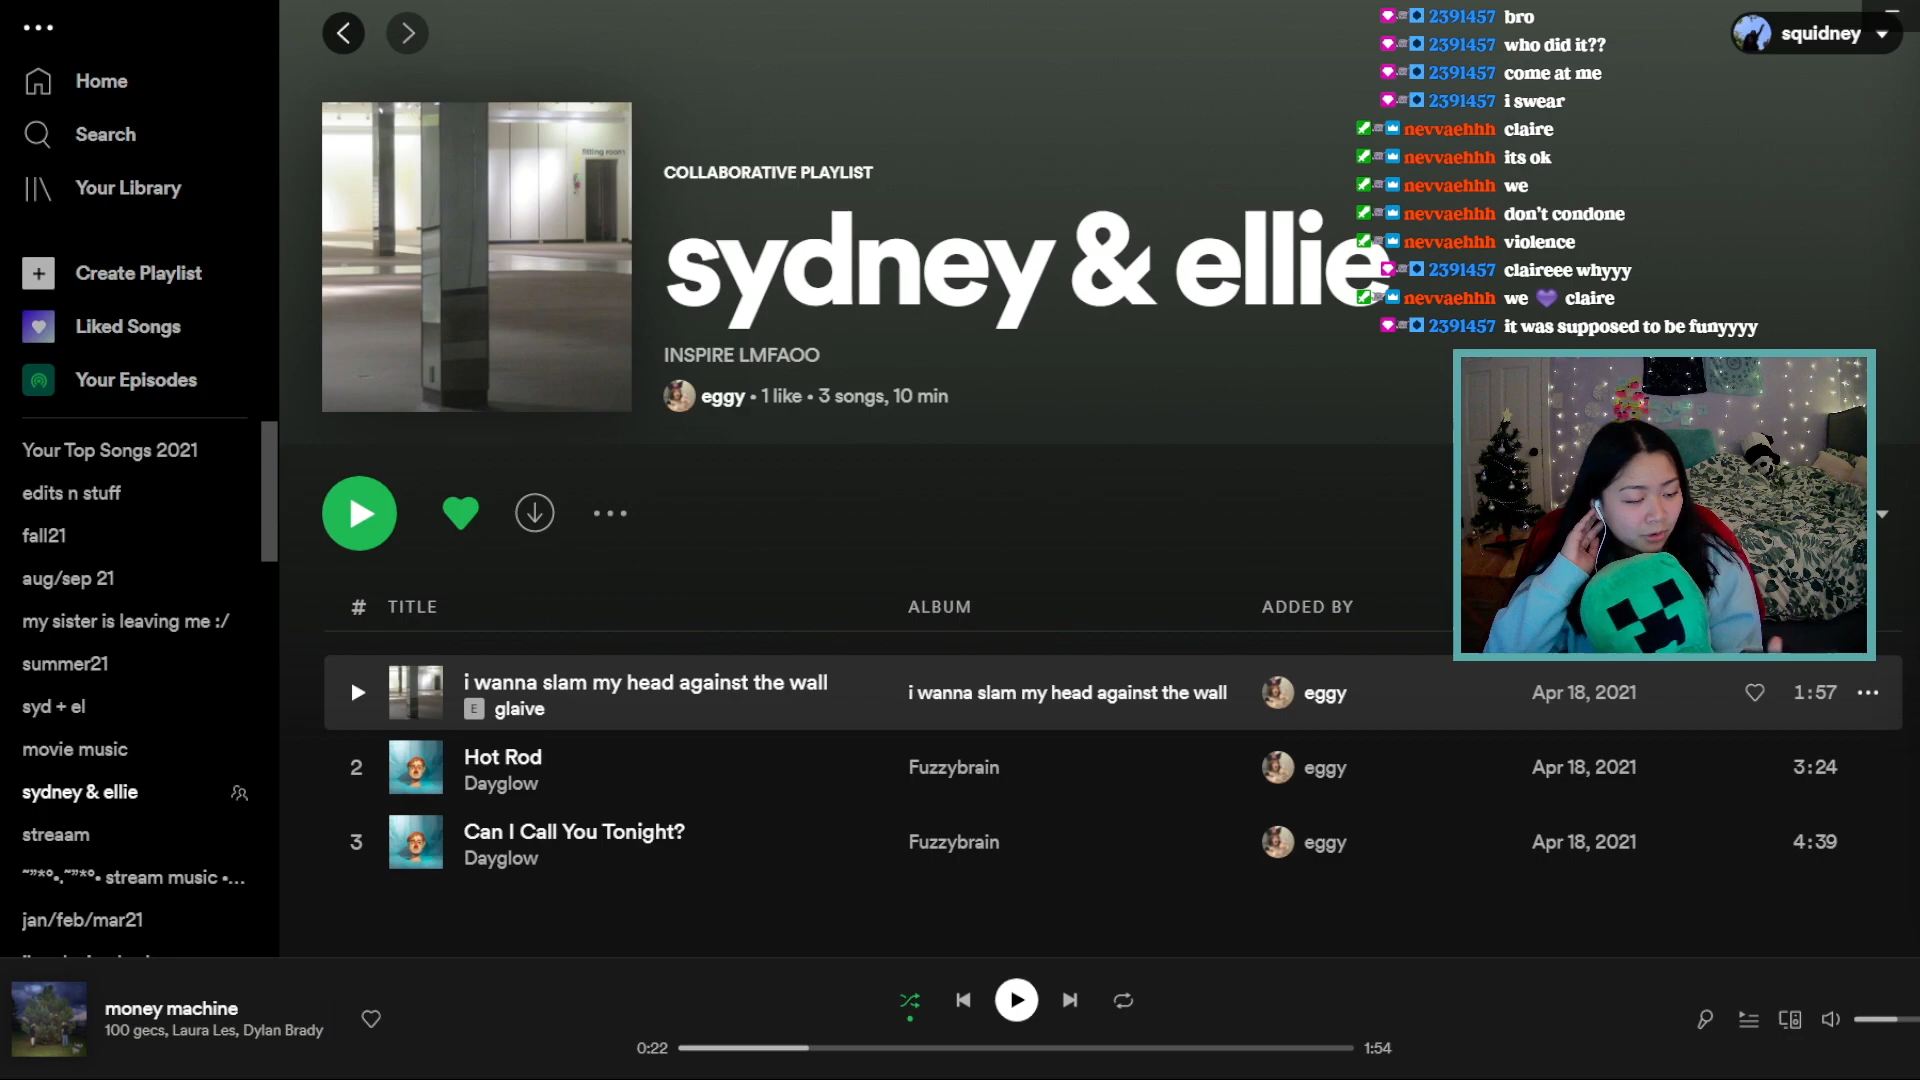 Home
Search
Your Library
Create Playlist
Liked Songs
Your Episodes
Your Top Songs 2021
edits n stuff
fall21
aug/sep 21
my sister is leaving me :/
summer21
syd + el
movie music
sydney & ellie
streaam
stream music
jan/feb/mar21
fitting room
COLLABORATIVE PLAYLIST
sydney & ellie
INSPIRE LMFAOO
eggy • 1 like • 3 songs, 10 min
squidney
2391457 bro
2391457 who did it??
2391457 come at me
2391457 i swear
nevvaehhh claire
nevvaehhh its ok
nevvaehhh we
nevvaehhh don't condone
nevvaehhh violence
2391457 claireee whyyy
nevvaehhh we 💜 claire
2391457 it was supposed to be funyyyy
# TITLE ALBUM ADDED BY
i wanna slam my head against the wall
E glaive
i wanna slam my head against the wall eggy Apr 18, 2021 1:57
2 Hot Rod
Dayglow
Fuzzybrain eggy Apr 18, 2021 3:24
3 Can I Call You Tonight?
Dayglow
Fuzzybrain eggy Apr 18, 2021 4:39
money machine
100 gecs, Laura Les, Dylan Brady
0:22 1:54